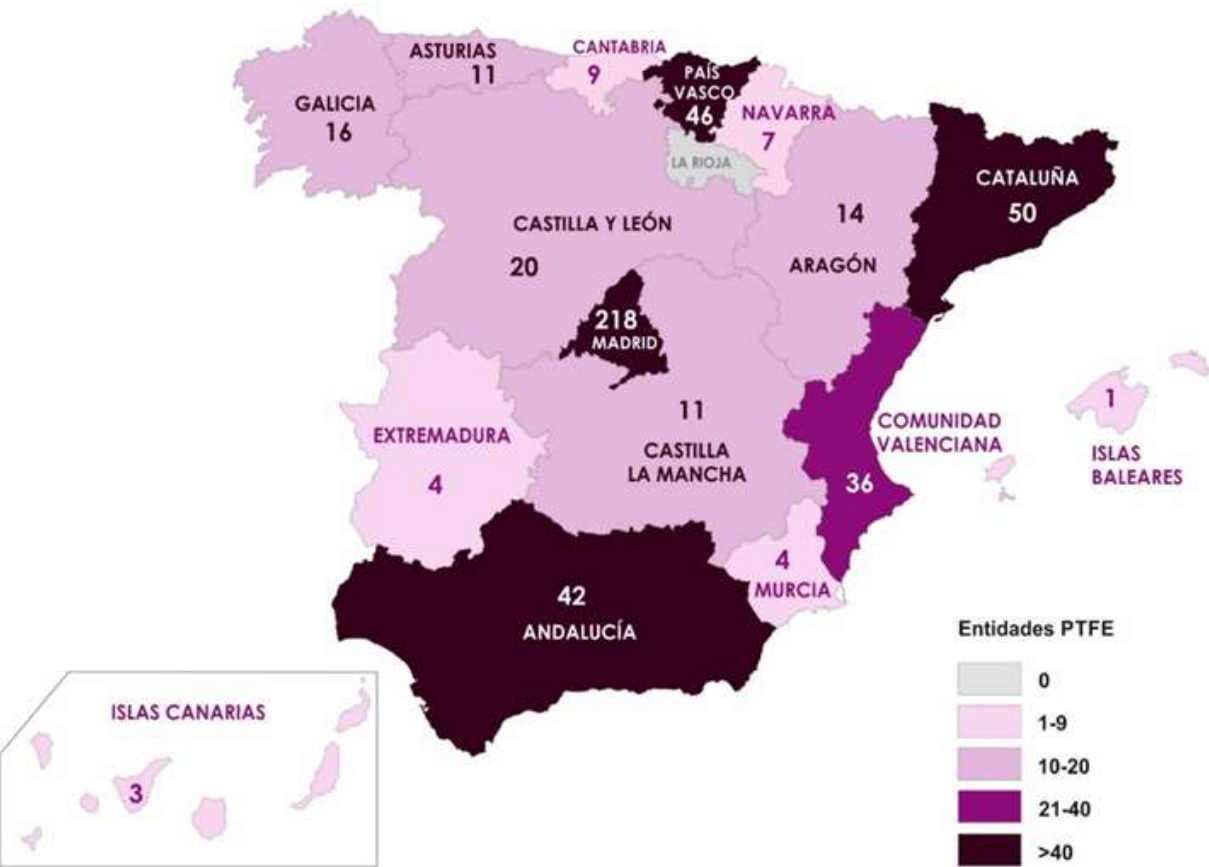 ASTURIAS
11
CANTABRIA
9
PAÍS
VASCO
46
GALICIA
16
NAVARRA
7
LA RIOJA
CATALUÑA
50
CASTILLA Y LEÓN
20
14
ARAGÓN
218
MADRID
11
CASTILLA
LA MANCHA
EXTREMADURA
4
COMUNIDAD
VALENCIANA
36
1
ISLAS
BALEARES
4
MURCIA
42
ANDALUCÍA
ISLAS CANARIAS
3
Entidades PTFE
0
1-9
10-20
21-40
>40